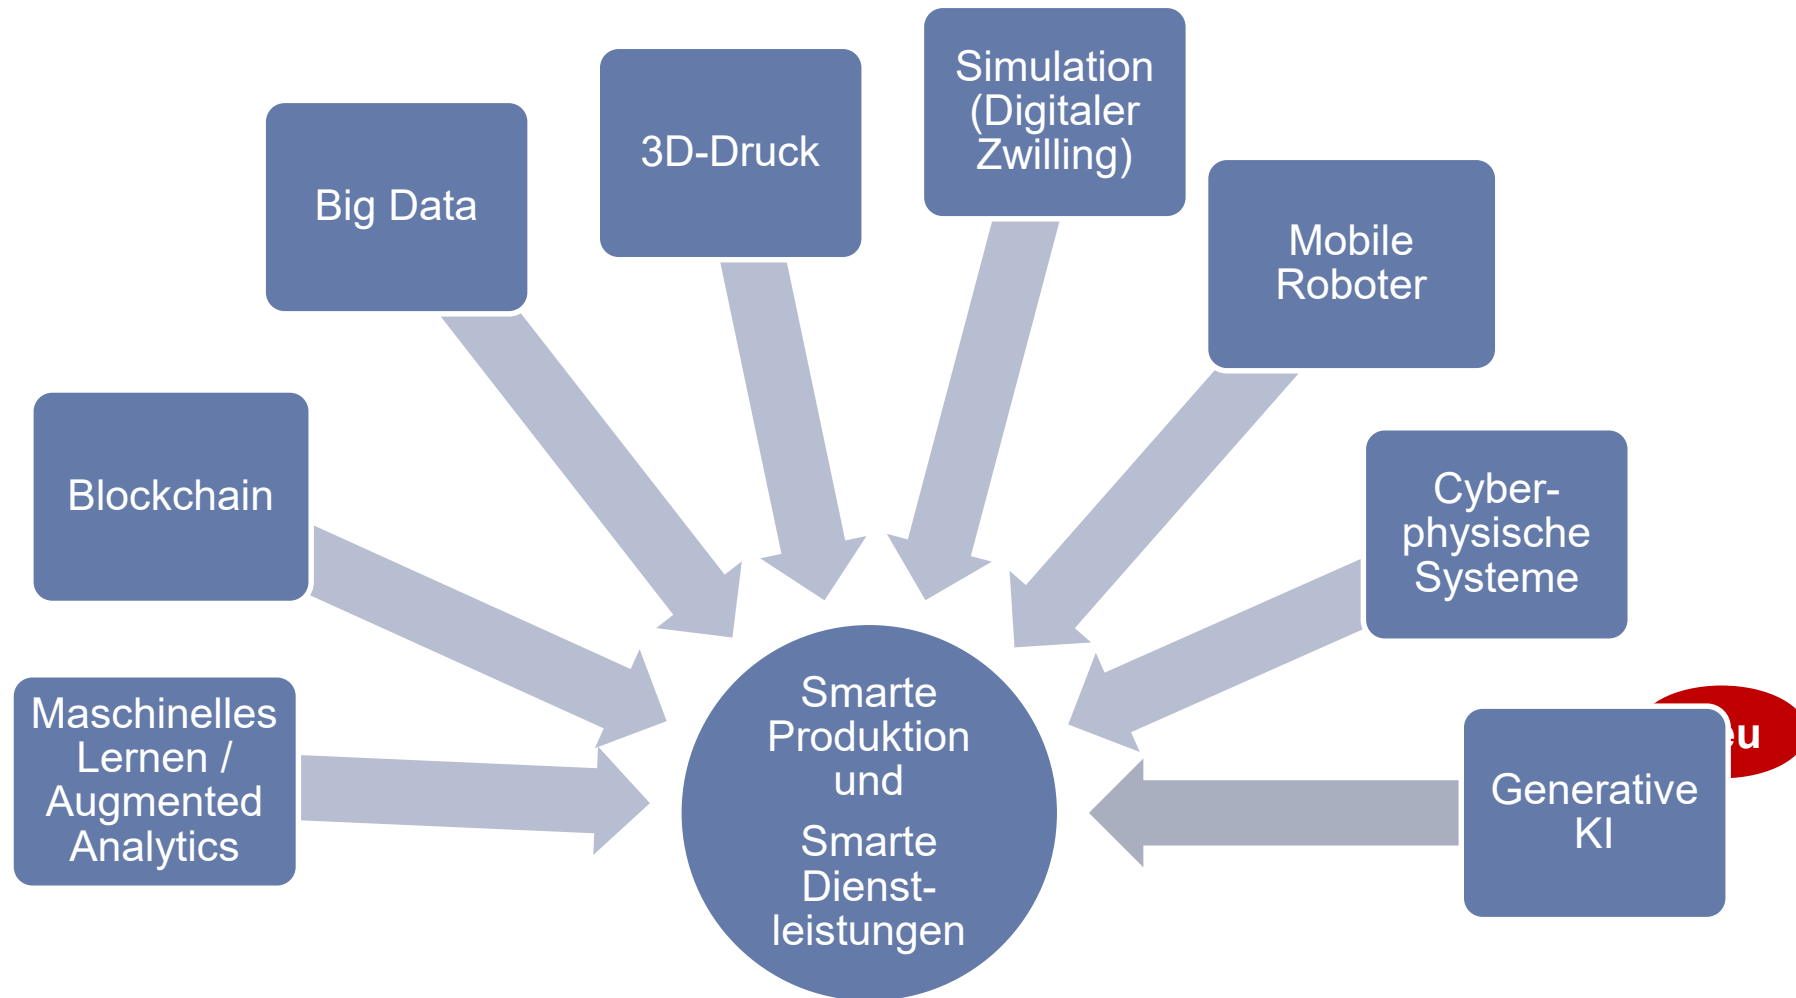 Simulation
(Digitaler
Zwilling)
3D-Druck
Big Data
Mobile
Roboter
Blockchain
Cyber-
physische
Systeme
Maschinelles
Lernen /
Augmented
Analytics
Smarte
Produktion
und
Smarte
Dienst-
leistungen
Generative
KI